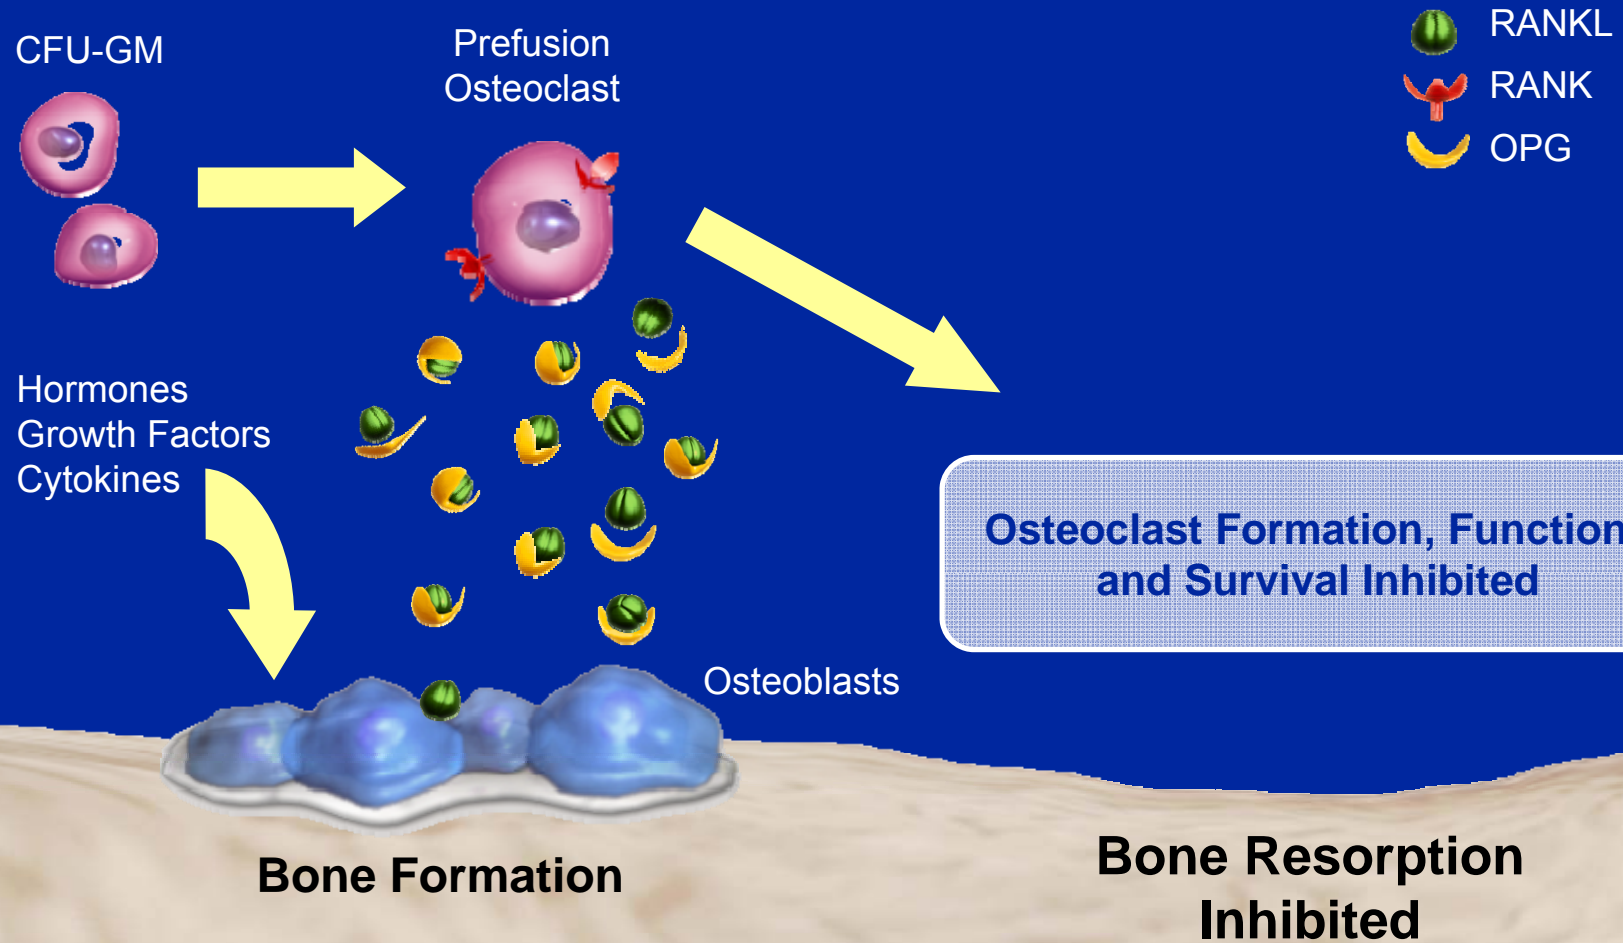 CFU-GM
Prefusion
Osteoclast
RANKL
RANK
OPG
Hormones
Growth Factors
Cytokines
Osteoclast Formation, Function
and Survival Inhibited
Osteoblasts
Bone Formation
Bone Resorption
Inhibited